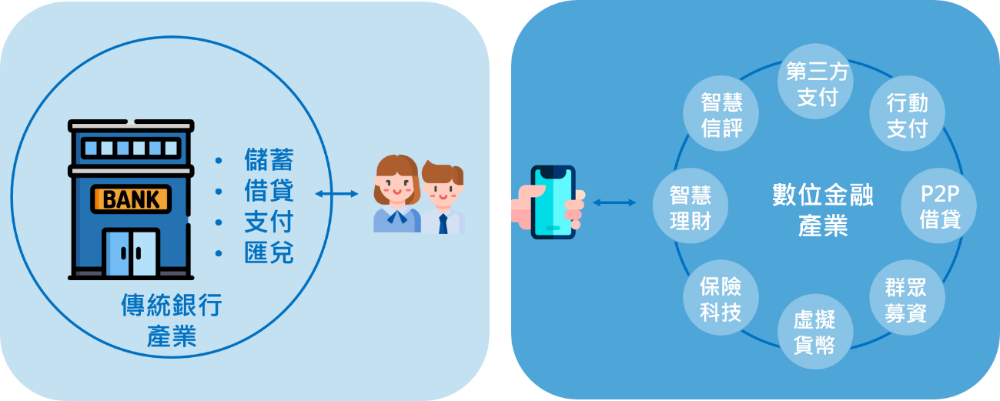 BANK
• 儲蓄
• 借貸
• 支付
• 匯兌
傳統銀行
產業
數位金融
產業
第三方
支付
行動
支付
P2P
借貸
群眾
募資
虛擬
貨幣
保險
科技
智慧
理財
智慧
信評